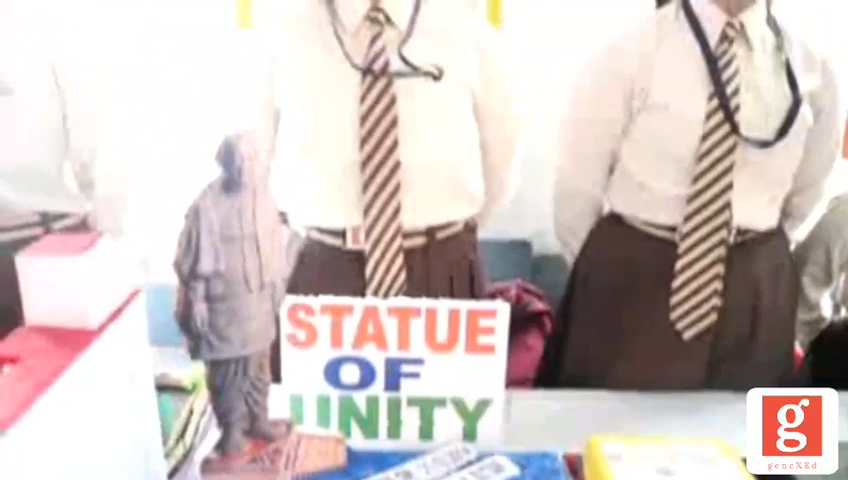 STATUE
OF
UNITY
g
gencXEd